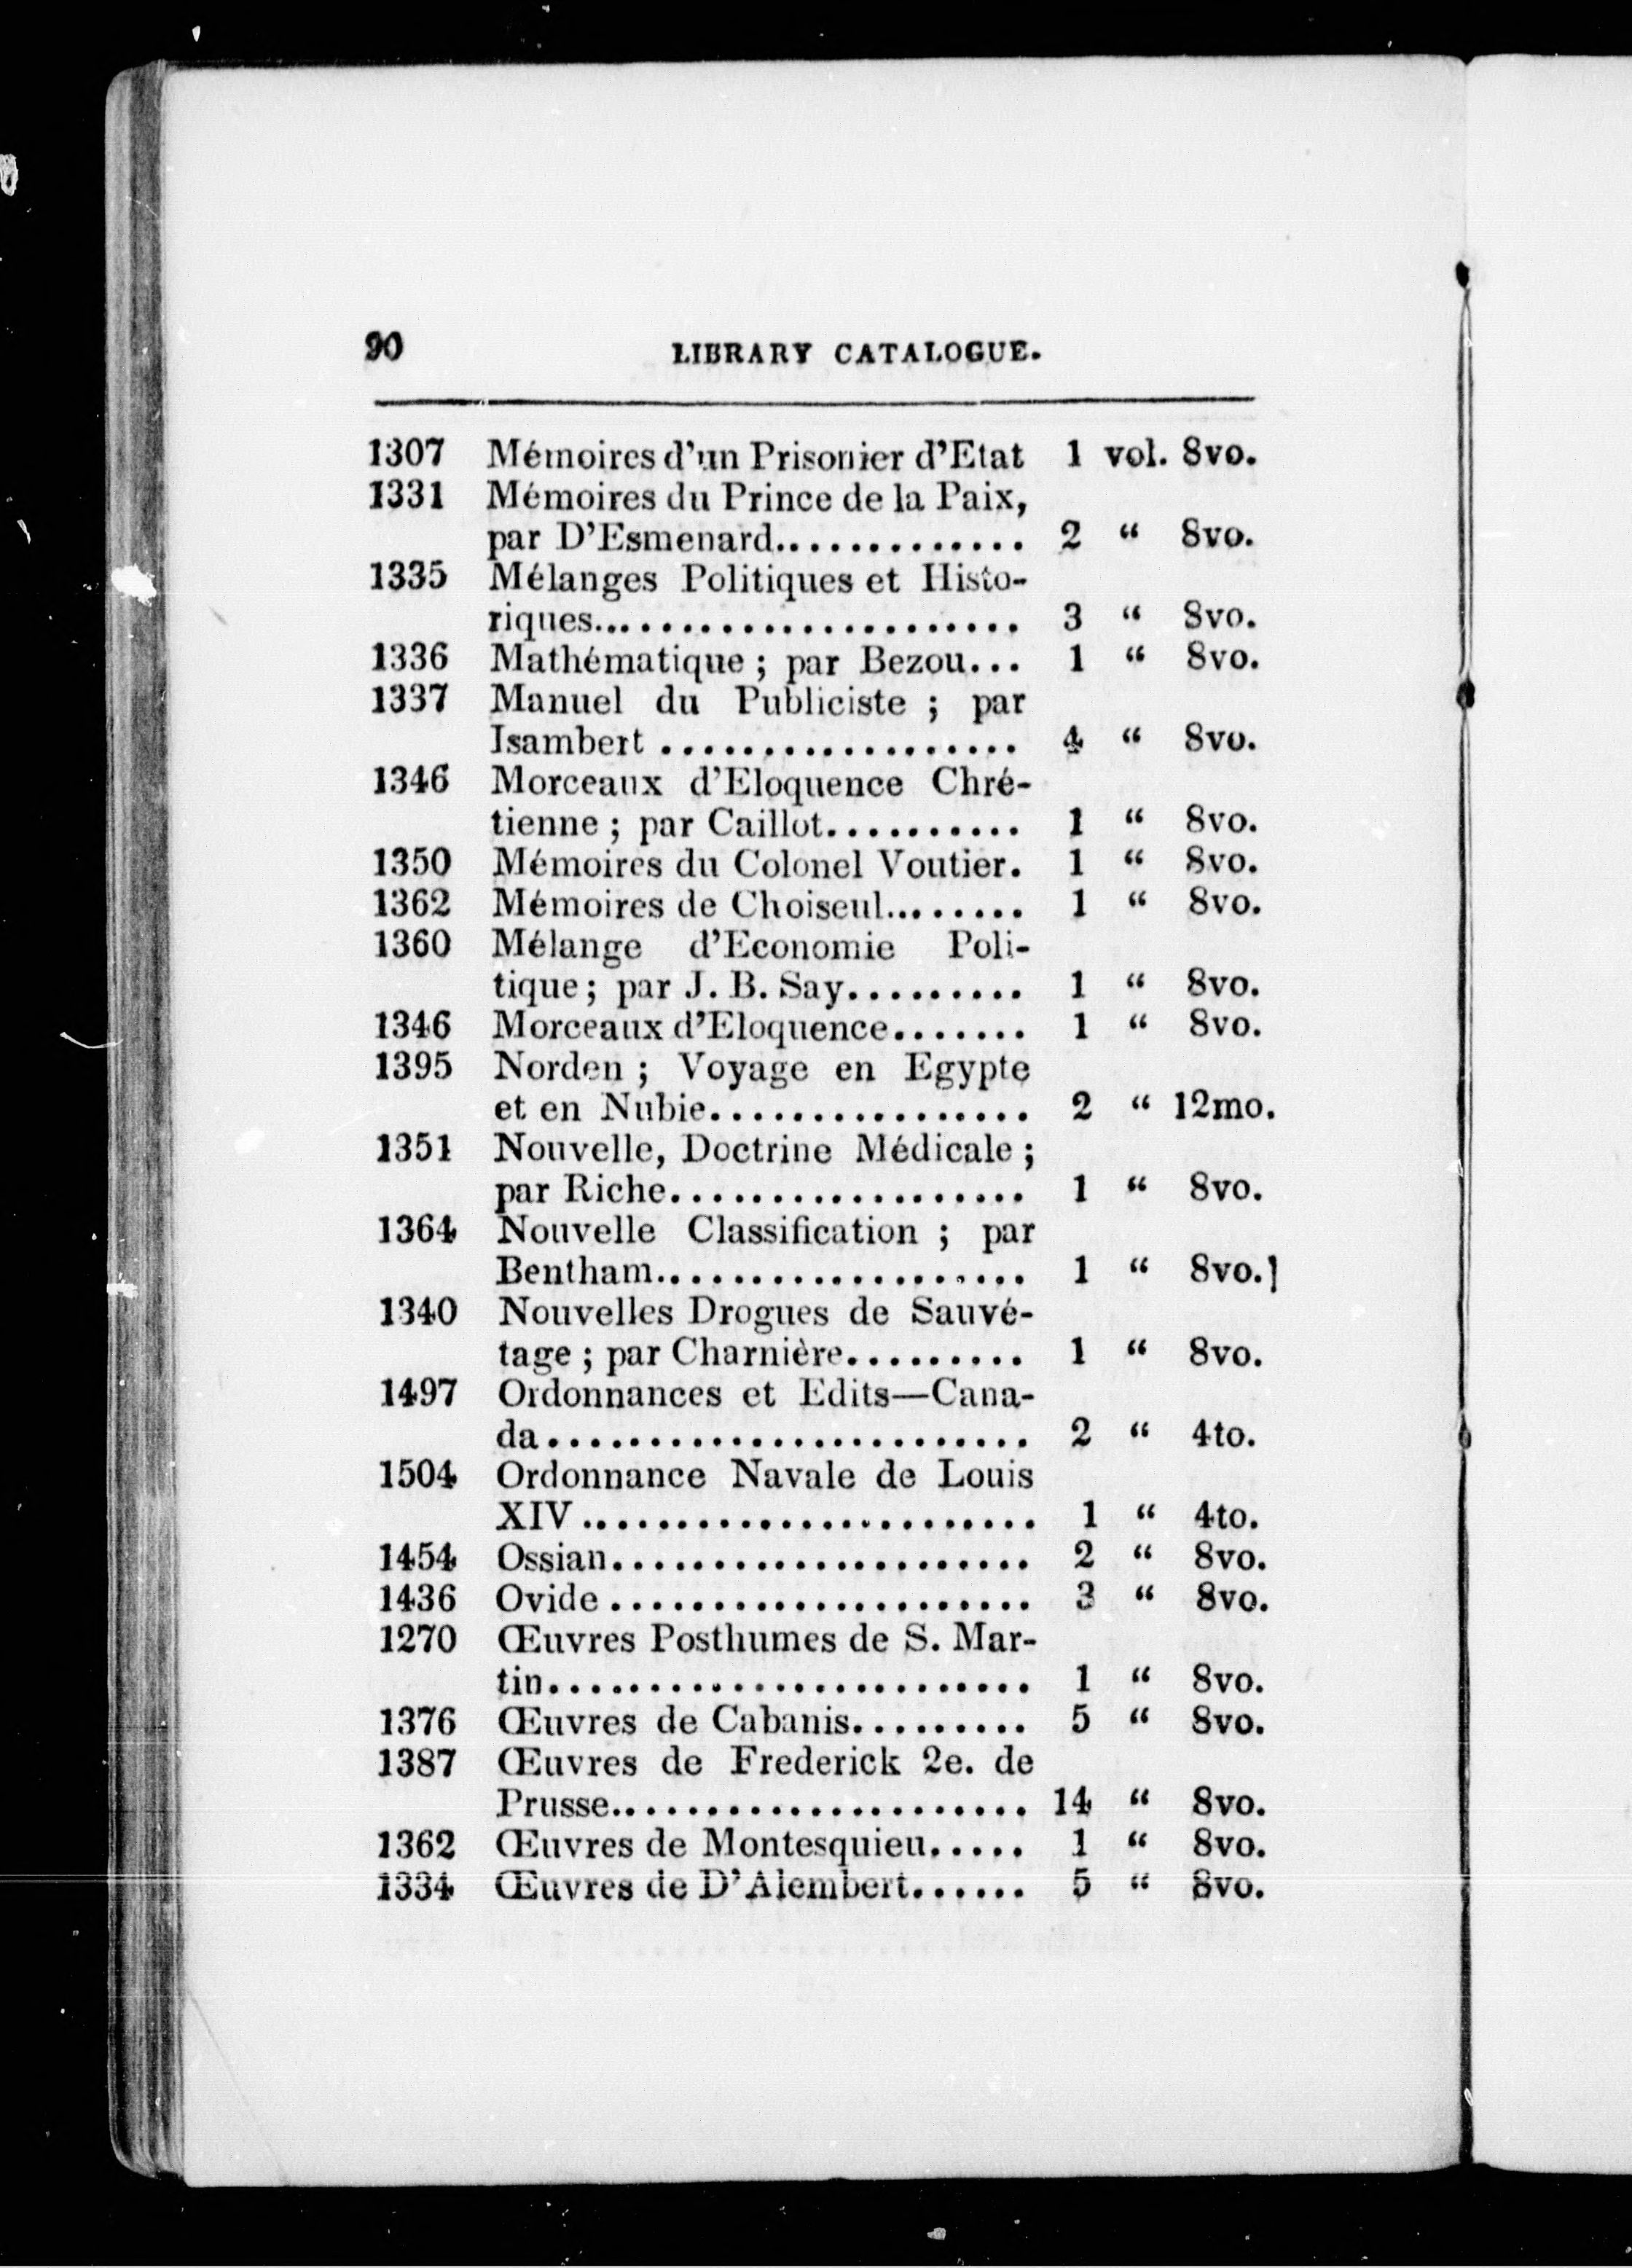 90 LIBRARY CATALOGUE.
1307 Mémoires d'un Prisonier d'Etat 1 vol. 8vo.
1331 Mémoires du Prince de la Paix,
par D'Esmenard............. 2 “ 8vo.
1335 Mélanges Politiques et Histo-
riques...................... 3 “ 8vo.
1336 Mathématique ; par Bezou... 1 “ 8vo.
1337 Manuel du Publiciste ; par
Isambert .................. 4 “ 8vo.
1346 Morceaux d'Eloquence Chré-
tienne ; par Caillot.......... 1 “ 8vo.
1350 Mémoires du Colonel Voutier. 1 “ 8vo.
1362 Mémoires de Choiseul........ 1 “ 8vo.
1360 Mélange d'Economie Poli-
tique ; par J. B. Say......... 1 “ 8vo.
1346 Morceaux d'Eloquence....... 1 “ 8vo.
1395 Norden ; Voyage en Egypte
et en Nubie................ 2 “ 12mo.
1351 Nouvelle, Doctrine Médicale ;
par Riche.................. 1 “ 8vo.
1364 Nouvelle Classification ; par
Bentham................... 1 “ 8vo.]
1340 Nouvelles Drogues de Sauvé-
tage ; par Charnière......... 1 “ 8vo.
1497 Ordonnances et Edits—Cana-
da........................ 2 “ 4to.
1504 Ordonnance Navale de Louis
XIV ....................... 1 “ 4to.
1454 Ossian..................... 2 “ 8vo.
1436 Ovide ..................... 3 “ 8vo.
1270 Œuvres Posthumes de S. Mar-
tin........................ 1 “ 8vo.
1376 Œuvres de Cabanis......... 5 “ 8vo.
1387 Œuvres de Frederick 2e. de
Prusse..................... 14 “ 8vo.
1362 Œuvres de Montesquieu..... 1 “ 8vo.
1334 Œuvres de D'Alembert...... 5 “ 8vo.